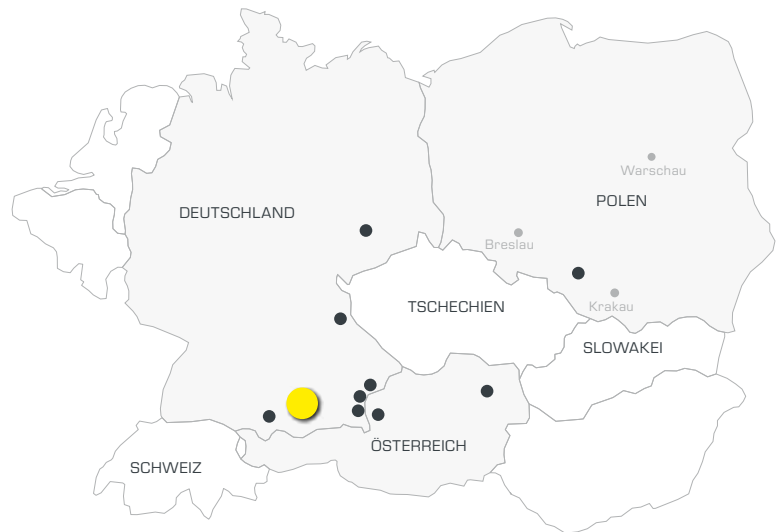 Warschau
POLEN
DEUTSCHLAND
Breslau
TSCHECHIEN
Krakau
SLOWAKEI
ÖSTERREICH
SCHWEIZ